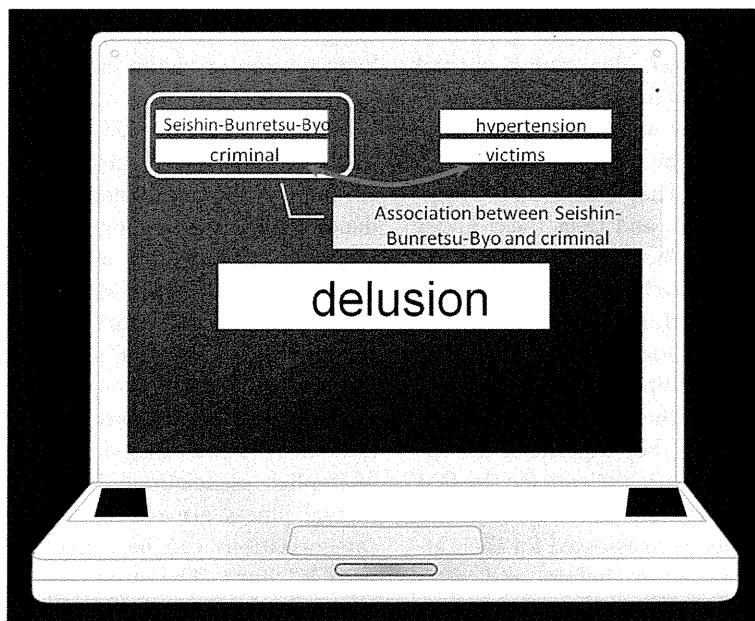 Seishin-Bunretsu-Byo
criminal
hypertension
victims
Association between Seishin-
Bunretsu-Byo and criminal
delusion